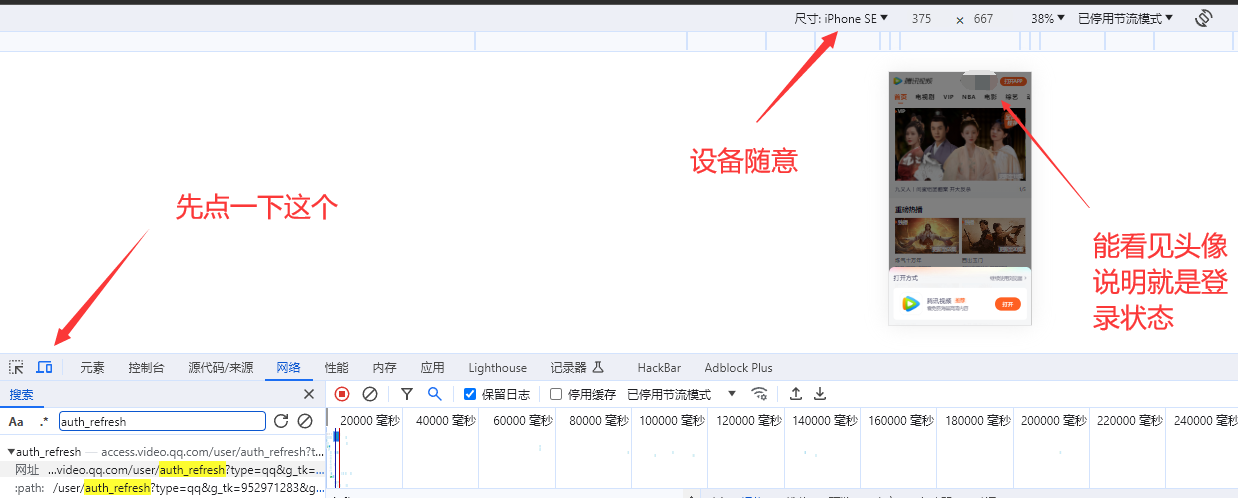 尺寸: iPhone SE 375 × 667 38% 已停用节流模式
腾讯视频
首页 电视剧 VIP NBA 电影 综艺
VIP
重磅热播
打开方式
腾讯视频
打开
设备随意
先点一下这个
能看见头像
说明就是登
录状态
元素 控制台 源代码/来源 网络 性能 内存 应用 Lighthouse 记录器 HackBar Adblock Plus
搜索
保留日志 停用缓存 已停用节流模式
Aa .* auth_refresh
20000 毫秒 40000 毫秒 60000 毫秒 80000 毫秒 100000 毫秒 120000 毫秒 140000 毫秒 160000 毫秒 180000 毫秒 200000 毫秒 220000 毫秒 240000 毫秒
auth_refresh — access.video.qq.com/user/auth_refresh?t...
网址 ...video.qq.com/user/auth_refresh?type=qq&g_tk=...
:path: /user/auth_refresh?type=qq&g_tk=952971283&g...